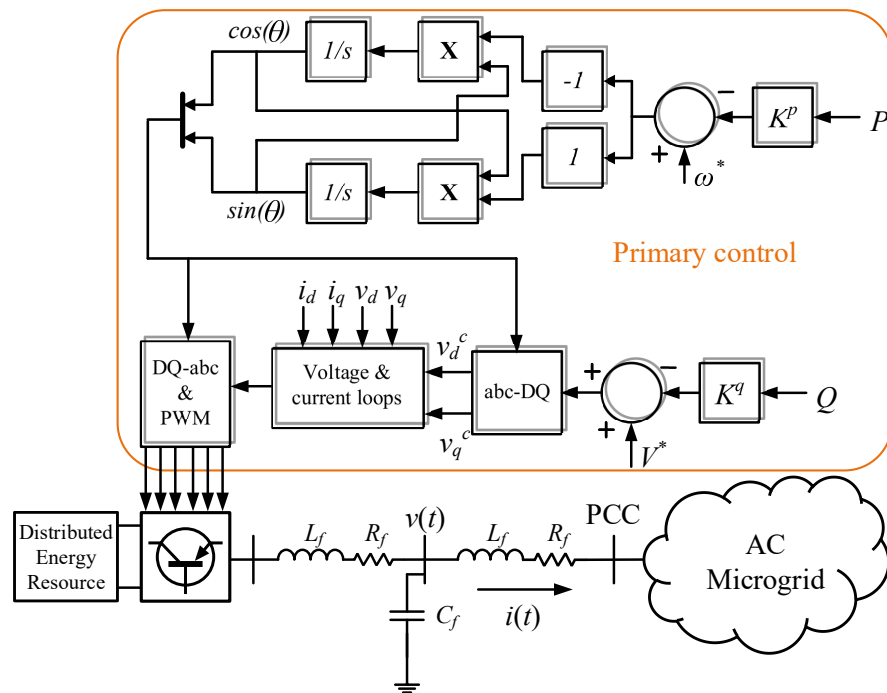 cos(θ)
1/s
X
-1
K^p
P
−
+
ω*
1
1/s
X
sin(θ)
Primary control
i_d i_q v_d v_q
DQ-abc
&
PWM
Voltage &
current loops
v_d^c
v_q^c
abc-DQ
+
−
+
V*
K^q
Q
Distributed
Energy
Resource
L_f R_f
v(t)
L_f R_f
PCC
C_f
i(t)
AC
Microgrid